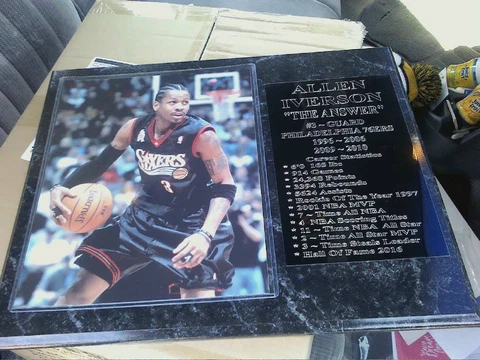 ALLEN
IVERSON
"THE ANSWER"
#3 ~ GUARD
PHILADELPHIA 76ERS
1996 ~ 2006
2009 ~ 2010
Career Statistics
* 6'0 165 lbs
* 914 Games
* 24,368 Points
* 3394 Rebounds
* 5624 Assists
* Rookie Of The Year 1997
* 2001 NBA MVP
* 7 ~ Time All NBA
* 4 NBA Scoring Titles
* 11 ~ Time NBA All Star
* 2 ~ Time All Star MVP
* 3 ~ Time Steals Leader
* Hall Of Fame 2016
SIXERS
3